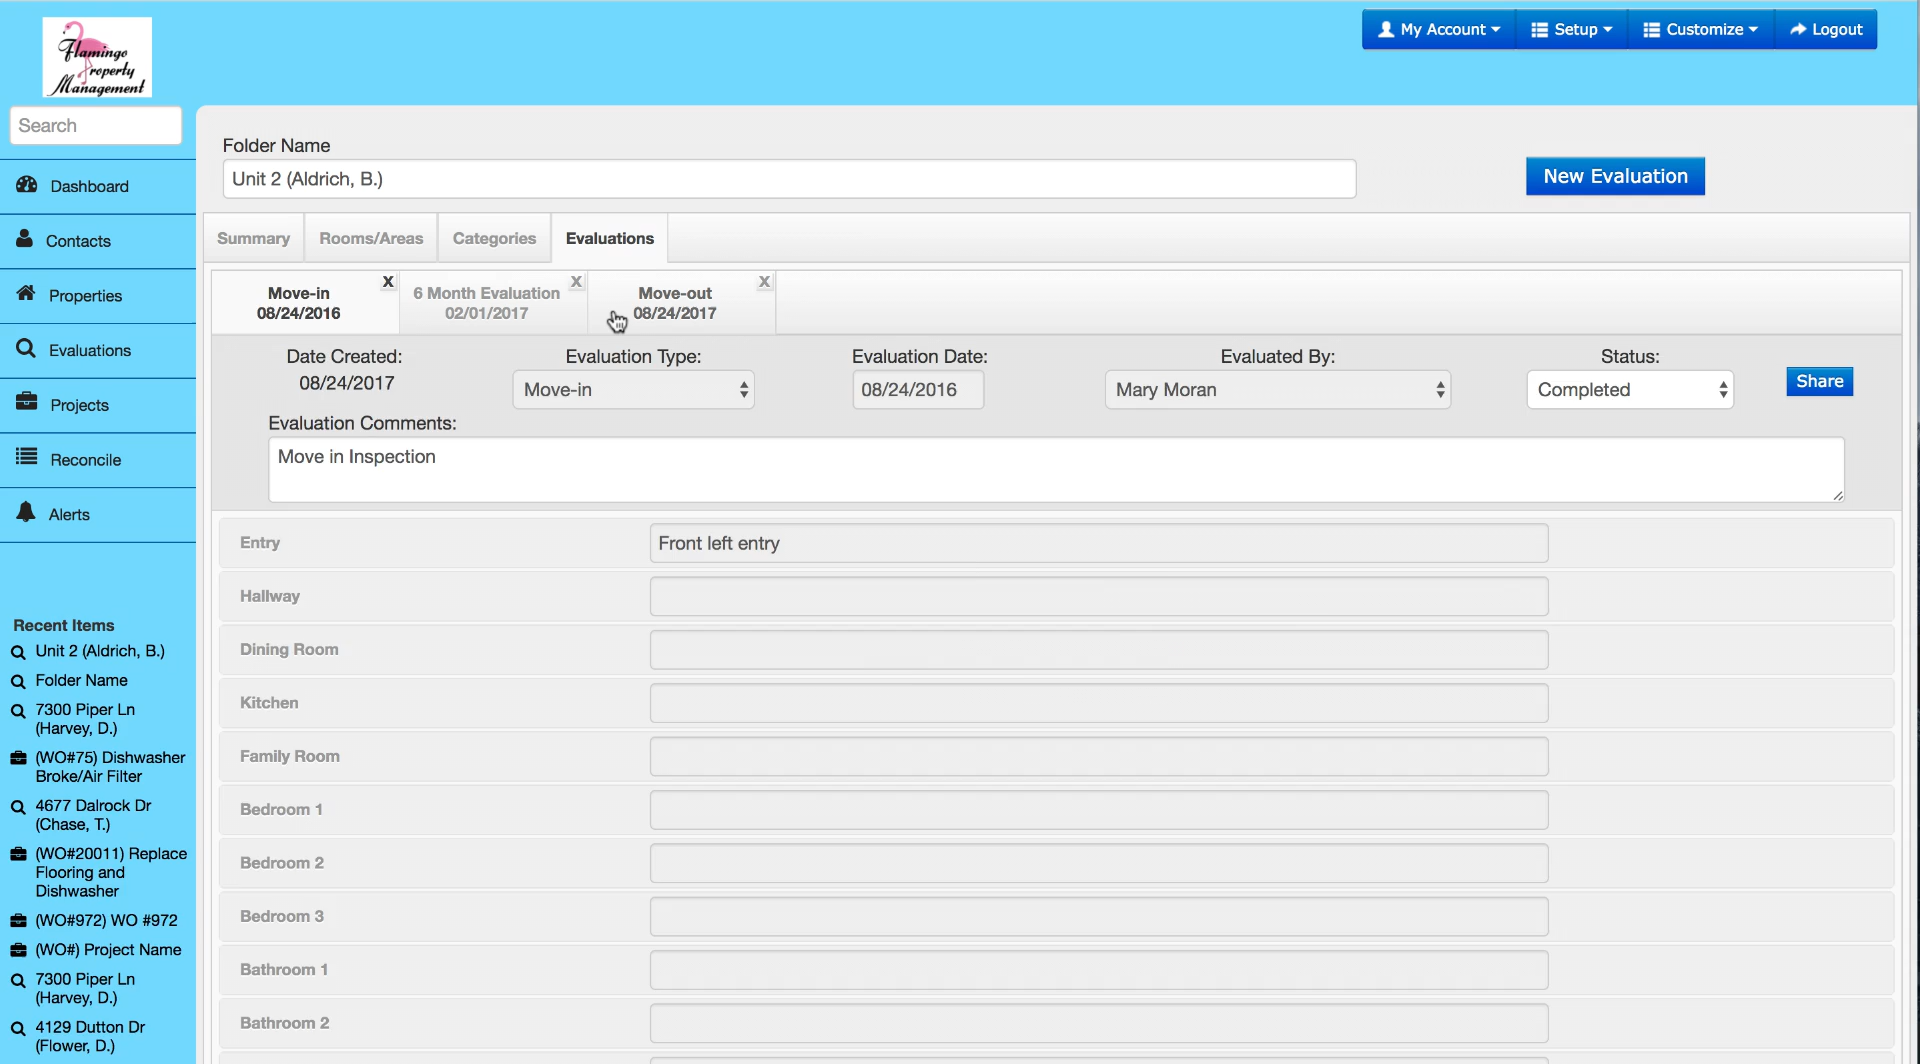 Flamingo
Property
Management
My Account
Setup
Customize
Logout
Search
Dashboard
Contacts
Properties
Evaluations
Projects
Reconcile
Alerts
Recent Items
Unit 2 (Aldrich, B.)
Folder Name
7300 Piper Ln
(Harvey, D.)
(WO#75) Dishwasher
Broke/Air Filter
4677 Dalrock Dr
(Chase, T.)
(WO#20011) Replace
Flooring and
Dishwasher
(WO#972) WO #972
(WO#) Project Name
7300 Piper Ln
(Harvey, D.)
4129 Dutton Dr
(Flower, D.)
Folder Name
Unit 2 (Aldrich, B.)
New Evaluation
Summary
Rooms/Areas
Categories
Evaluations
Move-in
08/24/2016
X
6 Month Evaluation
02/01/2017
X
Move-out
08/24/2017
X
Date Created:
08/24/2017
Evaluation Type:
Move-in
Evaluation Date:
08/24/2016
Evaluated By:
Mary Moran
Status:
Completed
Share
Evaluation Comments:
Move in Inspection
Entry
Front left entry
Hallway
Dining Room
Kitchen
Family Room
Bedroom 1
Bedroom 2
Bedroom 3
Bathroom 1
Bathroom 2